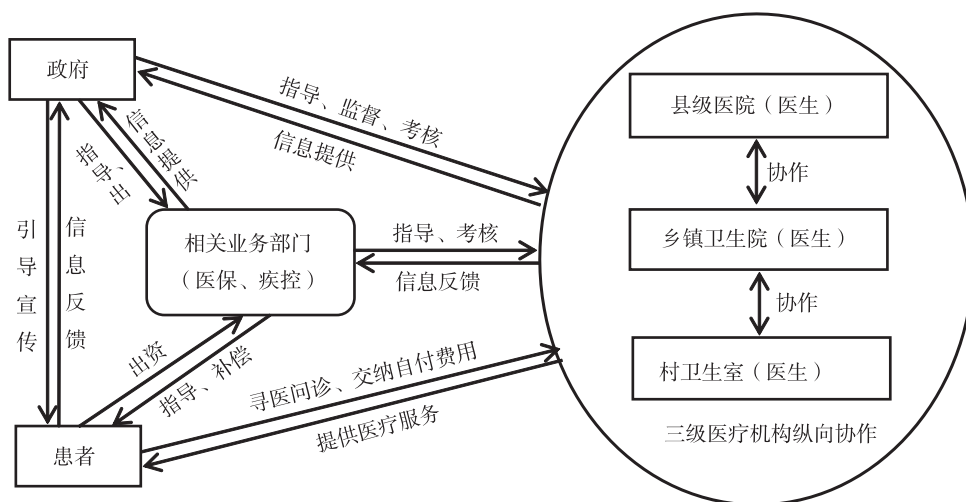 政府
指导、监督、考核
信息提供
县级医院（医生）
协作
乡镇卫生院（医生）
协作
村卫生室（医生）
三级医疗机构纵向协作
信息提供
指导、出
引导宣传
信息反馈
相关业务部门
（医保、疾控）
指导、考核
信息反馈
出资
指导、补偿
寻医问诊、交纳自付费用
提供医疗服务
患者